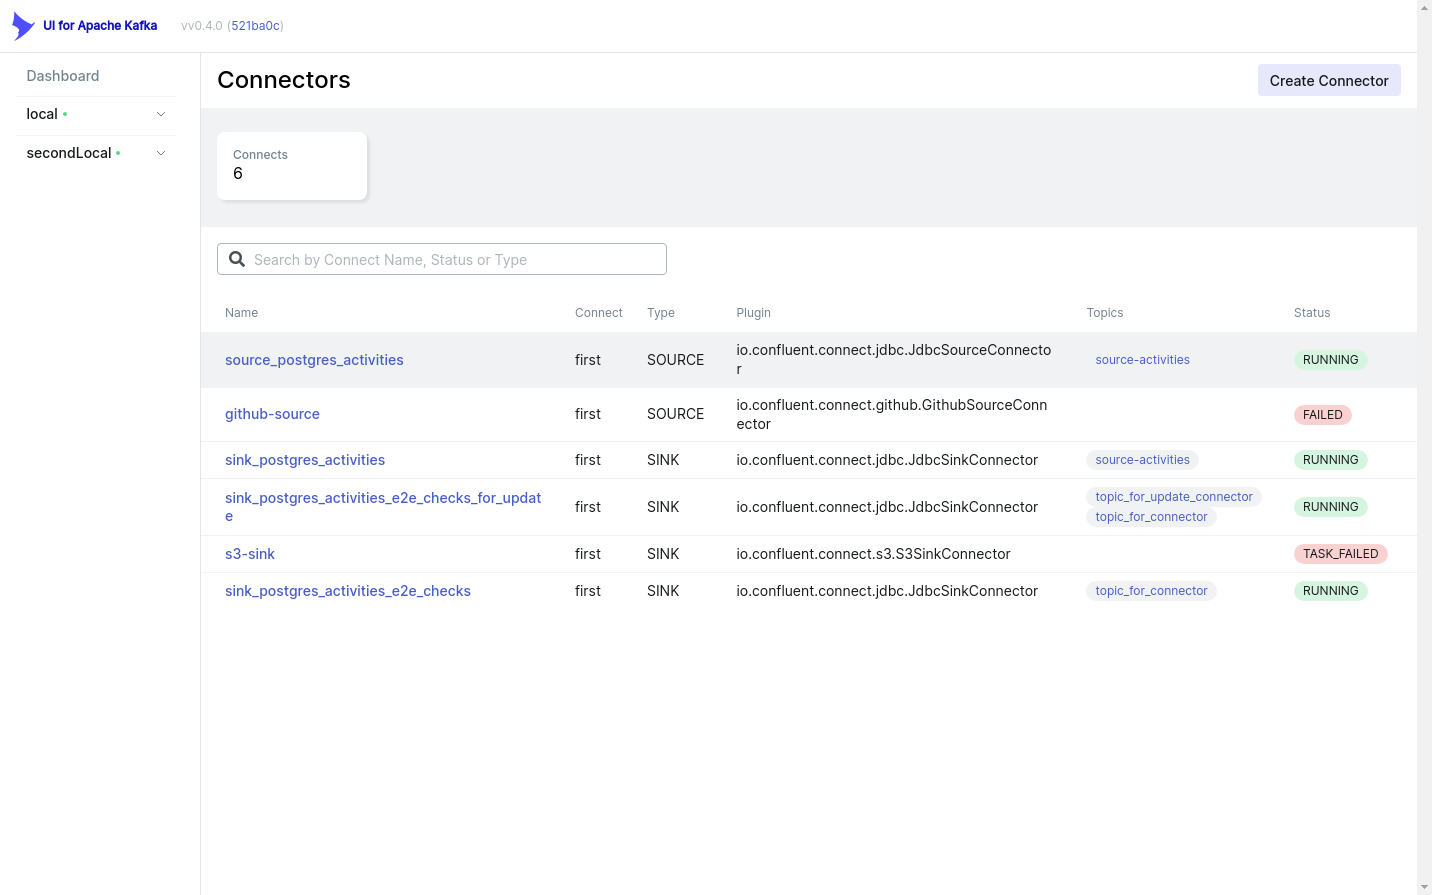 UI for Apache Kafka
vv0.4.0 (521ba0c)
Dashboard
local
secondLocal
Connectors
Create Connector
Connects
6
Search by Connect Name, Status or Type
Name Connect Type Plugin Topics Status
source_postgres_activities first SOURCE io.confluent.connect.jdbc.JdbcSourceConnecto
r source-activities RUNNING
github-source first SOURCE io.confluent.connect.github.GithubSourceConn
ector FAILED
sink_postgres_activities first SINK io.confluent.connect.jdbc.JdbcSinkConnector source-activities RUNNING
sink_postgres_activities_e2e_checks_for_updat
e first SINK io.confluent.connect.jdbc.JdbcSinkConnector topic_for_update_connector
topic_for_connector RUNNING
s3-sink first SINK io.confluent.connect.s3.S3SinkConnector TASK_FAILED
sink_postgres_activities_e2e_checks first SINK io.confluent.connect.jdbc.JdbcSinkConnector topic_for_connector RUNNING